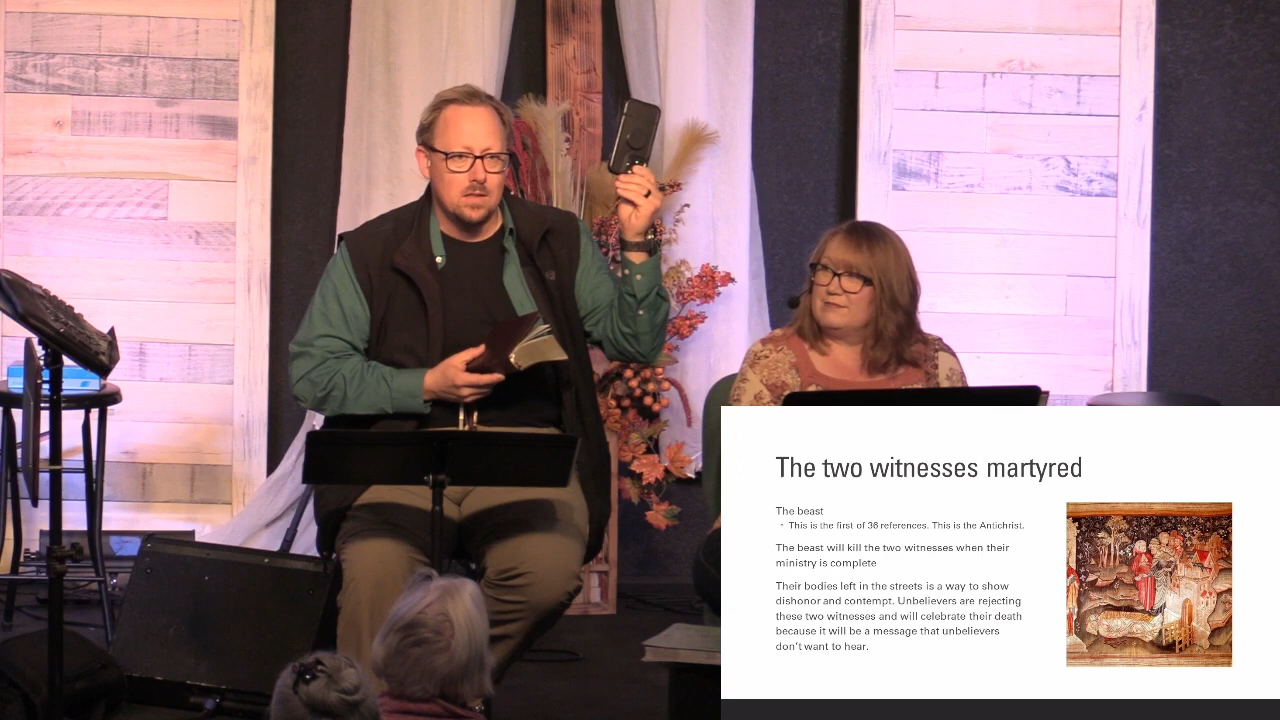 The two witnesses martyred
The beast
◦ This is the first of 36 references. This is the Antichrist.
The beast will kill the two witnesses when their
ministry is complete
Their bodies left in the streets is a way to show
dishonor and contempt. Unbelievers are rejecting
these two witnesses and will celebrate their death
because it will be a message that unbelievers
don't want to hear.